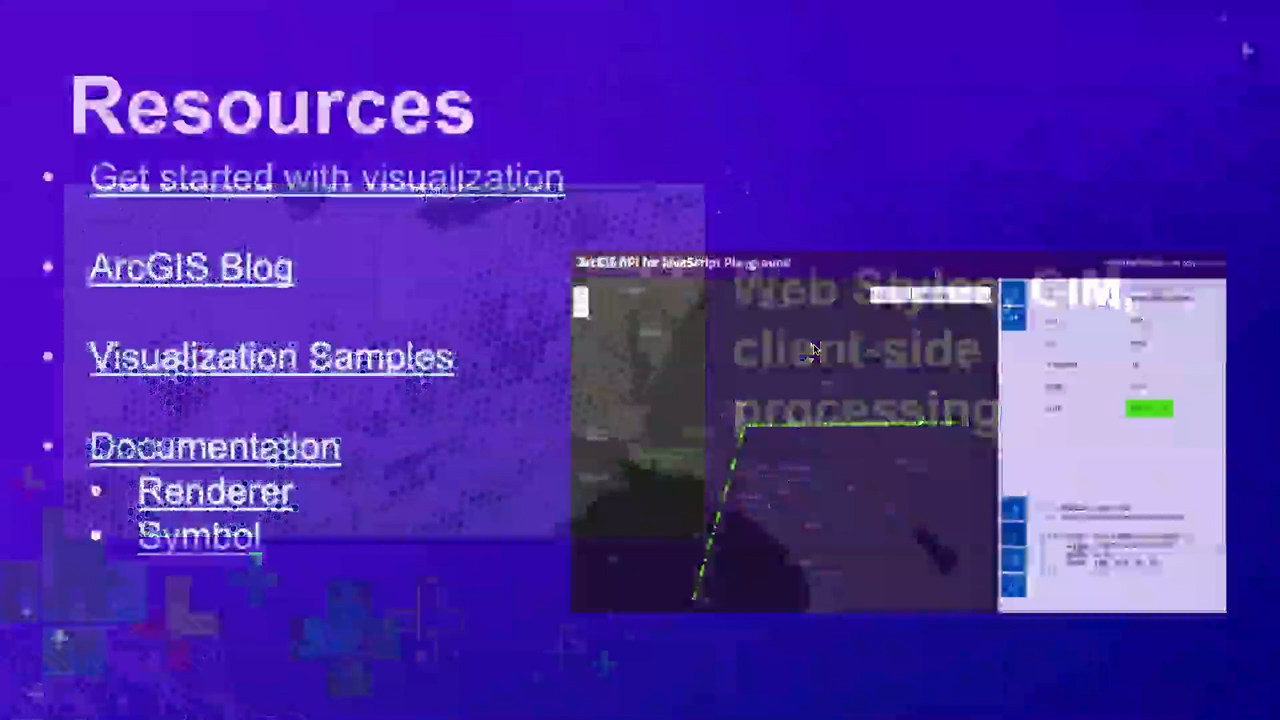 Resources
Get started with visualization
ArcGIS Blog
Visualization Samples
Documentation
Renderer
Symbol
ArcGIS API for JavaScript Playground
Web Styles, CIM,
client-side
processing